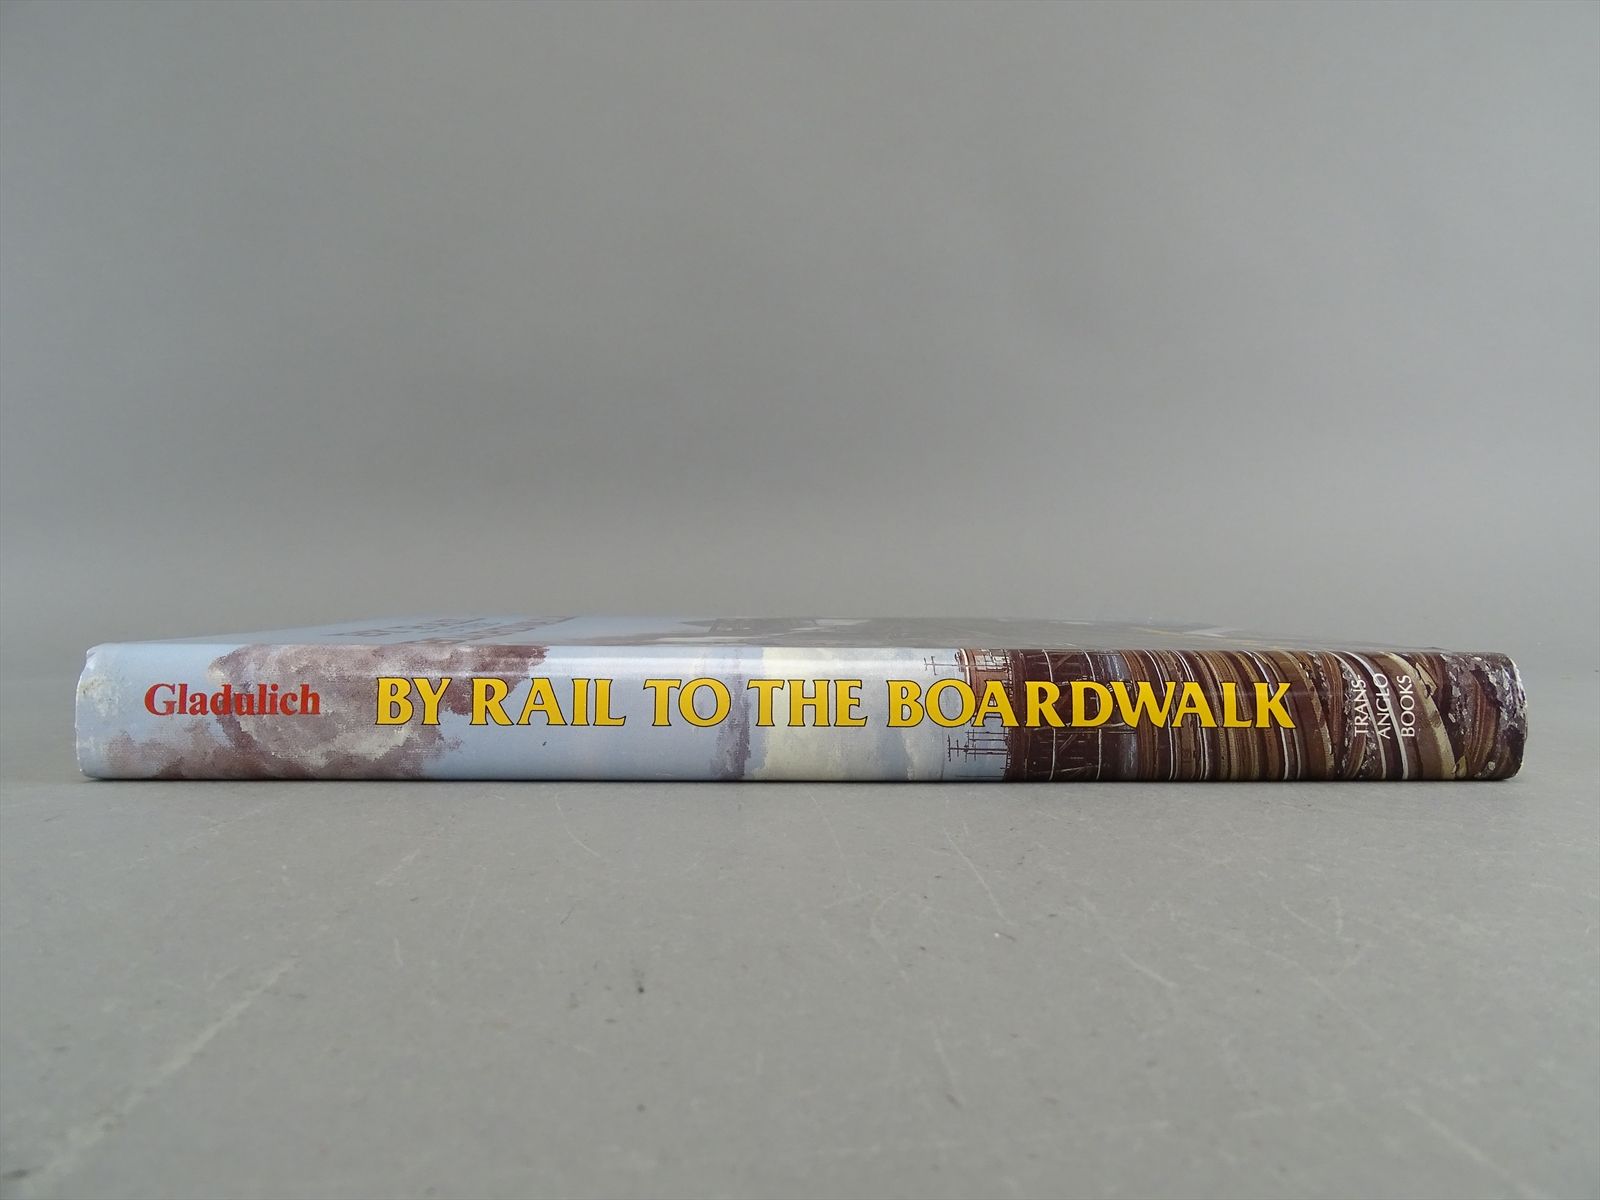 Gladulich
BY RAIL TO THE BOARDWALK
TRANS-
ANGLO
BOOKS